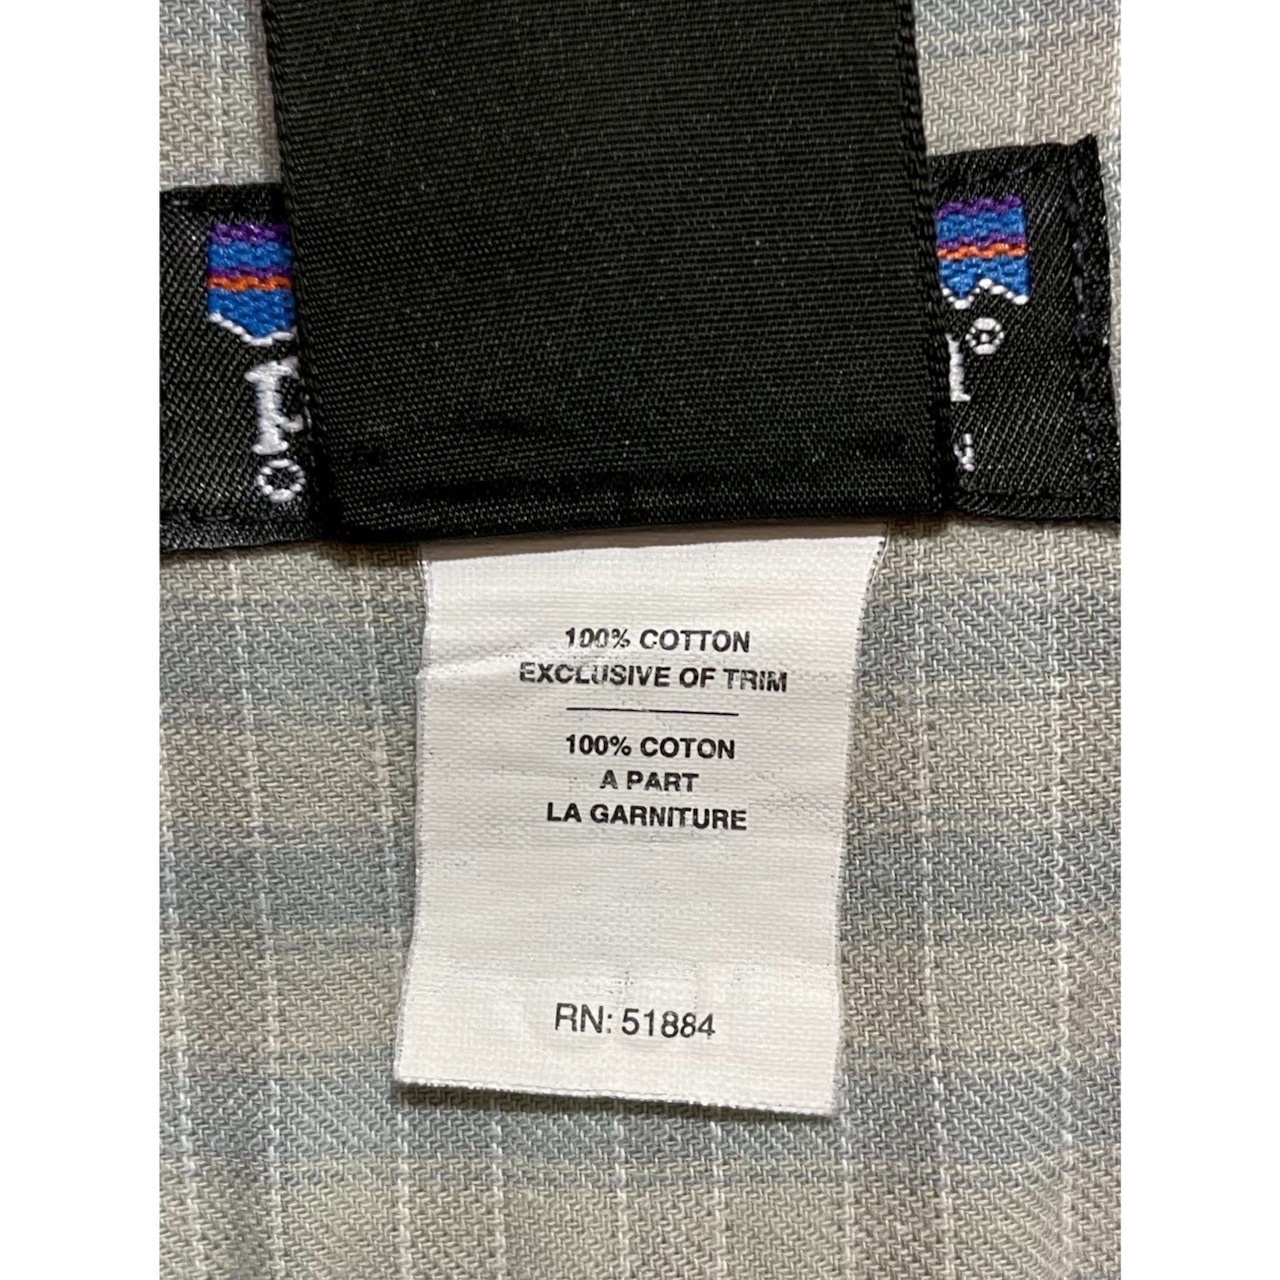 100% COTTON
EXCLUSIVE OF TRIM
100% COTON
A PART
LA GARNITURE
RN: 51884